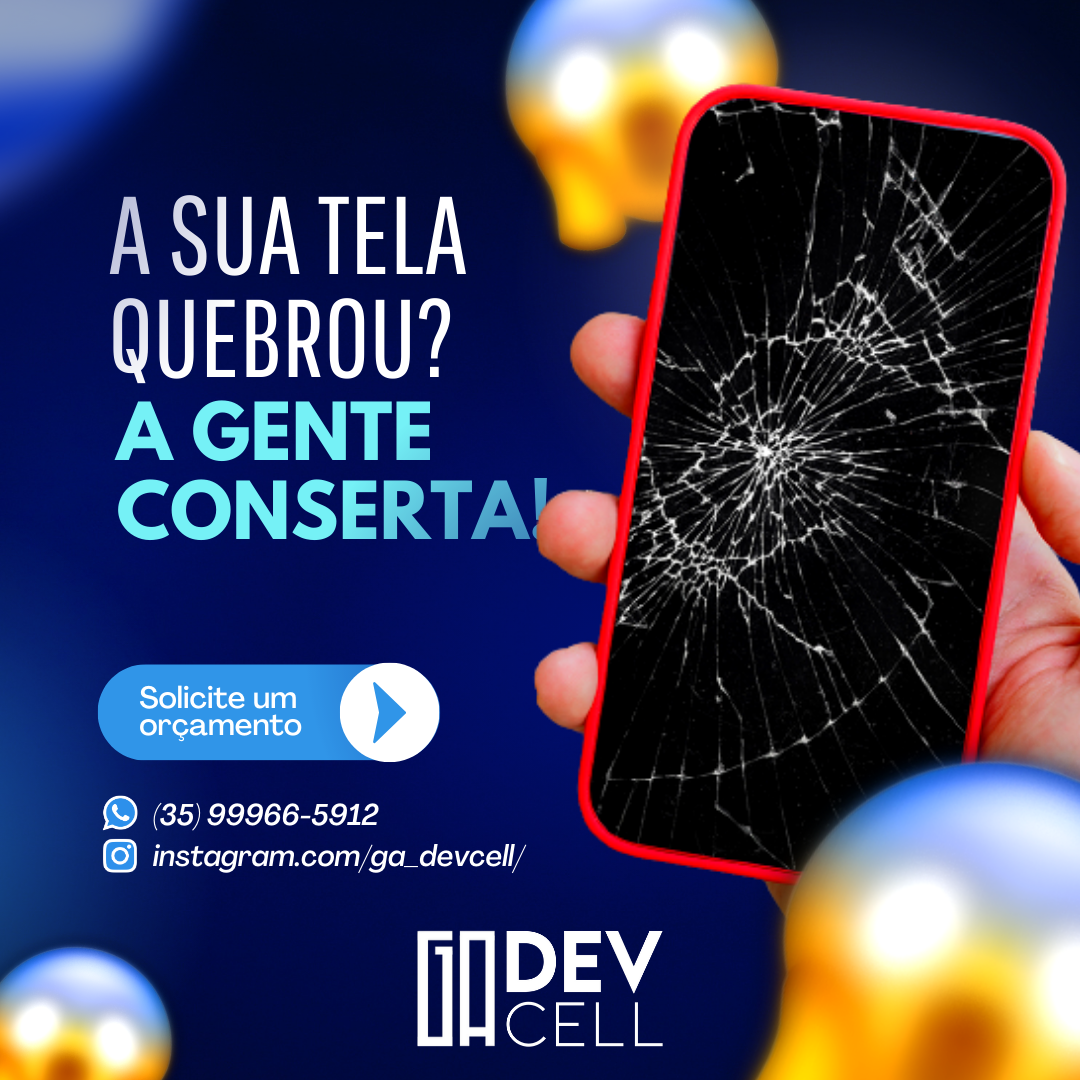 A SUA TELA
QUEBROU?
A GENTE
CONSERTA!
Solicite um
orçamento
(35) 99966-5912
instagram.com/ga_devcell/
GA DEV
CELL